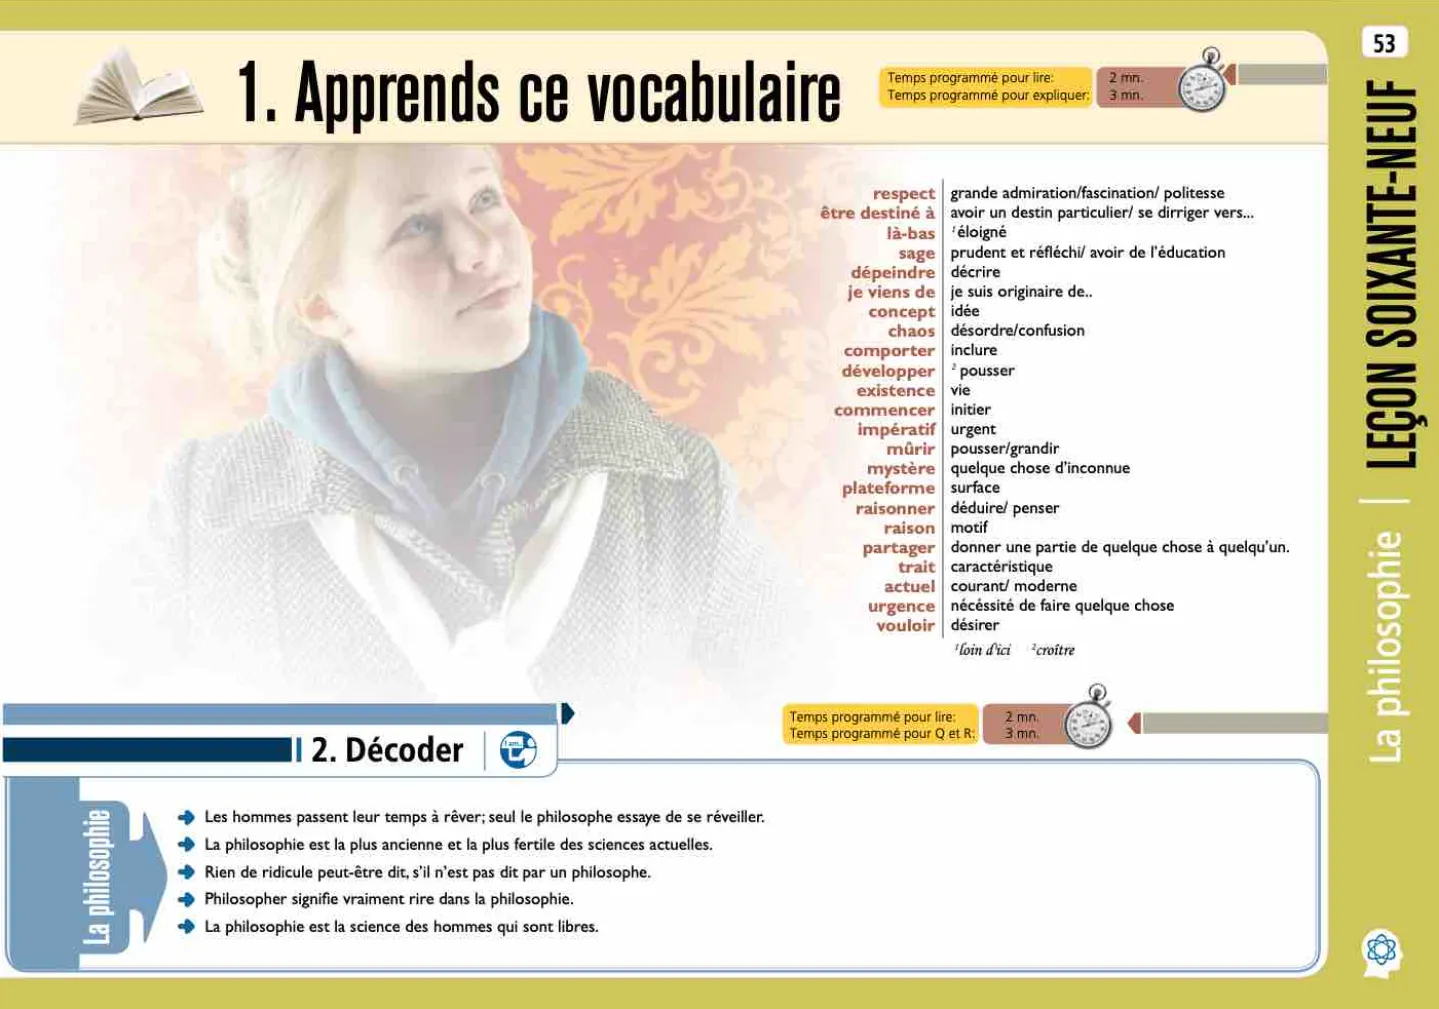 53
1. Apprends ce vocabulaire
Temps programmé pour lire: 2 mn.
Temps programmé pour expliquer: 3 mn.
LEÇON SOIXANTE-NEUF
La philosophie
respect grande admiration/fascination/ politesse
être destiné à avoir un destin particulier/ se dirriger vers...
là-bas ¹éloigné
sage prudent et réfléchi/ avoir de l'éducation
dépeindre décrire
je viens de je suis originaire de..
concept idée
chaos désordre/confusion
comporter inclure
développer ² pousser
existence vie
commencer initier
impératif urgent
mûrir pousser/grandir
mystère quelque chose d'inconnue
plateforme surface
raisonner déduire/ penser
raison motif
partager donner une partie de quelque chose à quelqu'un.
trait caractéristique
actuel courant/ moderne
urgence nécéssité de faire quelque chose
vouloir désirer
¹loin d'ici ²croître
Temps programmé pour lire: 2 mn.
Temps programmé pour Q et R: 3 mn.
2. Décoder
I am...
La philosophie
Les hommes passent leur temps à rêver; seul le philosophe essaye de se réveiller.
La philosophie est la plus ancienne et la plus fertile des sciences actuelles.
Rien de ridicule peut-être dit, s'il n'est pas dit par un philosophe.
Philosopher signifie vraiment rire dans la philosophie.
La philosophie est la science des hommes qui sont libres.